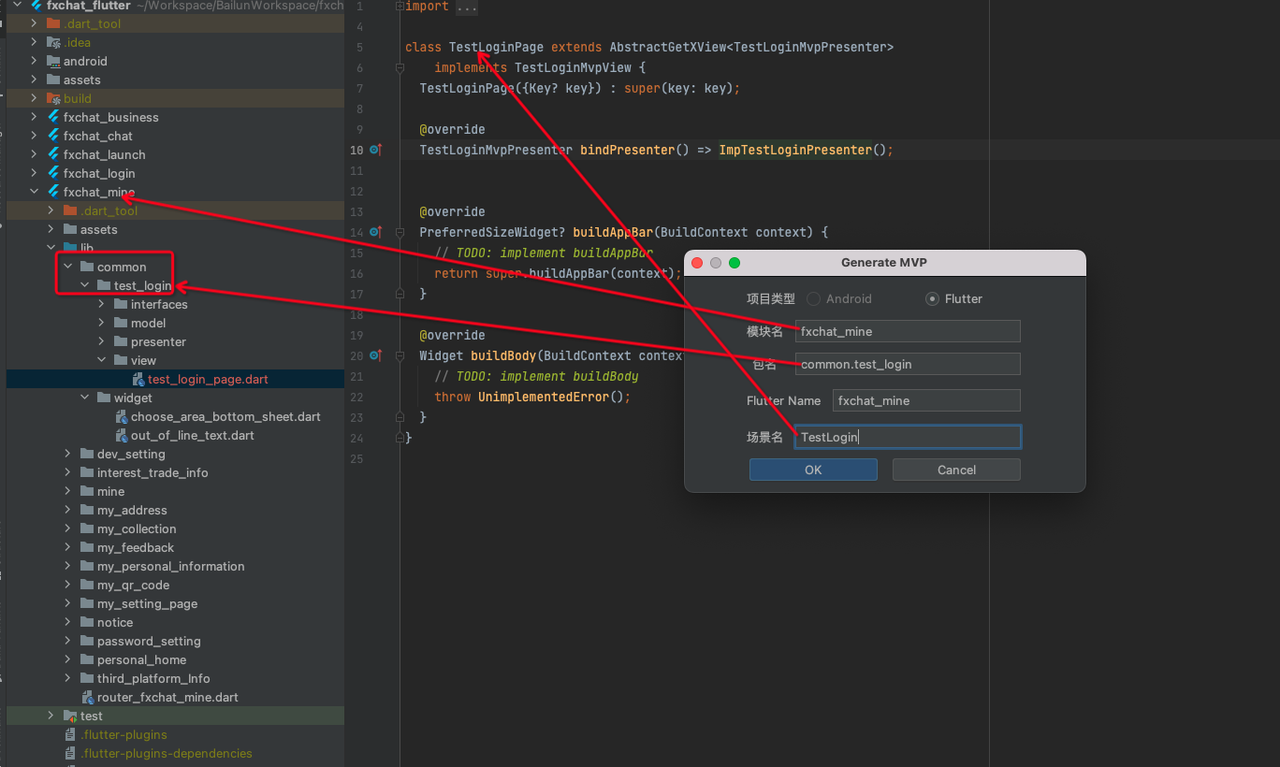 fxchat_flutter ~/Workspace/BailunWorkspace/fxch
.dart_tool
.idea
android
assets
build
fxchat_business
fxchat_chat
fxchat_launch
fxchat_login
fxchat_mine
.dart_tool
assets
lib
common
test_login
interfaces
model
presenter
view
test_login_page.dart
widget
choose_area_bottom_sheet.dart
out_of_line_text.dart
dev_setting
interest_trade_info
mine
my_address
my_collection
my_feedback
my_personal_information
my_qr_code
my_setting_page
notice
password_setting
personal_home
third_platform_Info
router_fxchat_mine.dart
test
.flutter-plugins
.flutter-plugins-dependencies
1 import ...
4
5 class TestLoginPage extends AbstractGetXView<TestLoginMvpPresenter>
6 implements TestLoginMvpView {
7 TestLoginPage({Key? key}) : super(key: key);
8
9 @override
10 TestLoginMvpPresenter bindPresenter() => ImpTestLoginPresenter();
11
12
13 @override
14 PreferredSizeWidget? buildAppBar(BuildContext context) {
15 // TODO: implement buildAppBar
16 return super.buildAppBar(context);
17 }
18
19 @override
20 Widget buildBody(BuildContext contex
21 // TODO: implement buildBody
22 throw UnimplementedError();
23 }
24 }
25
Generate MVP
项目类型 Android Flutter
模块名 fxchat_mine
包名 common.test_login
Flutter Name fxchat_mine
场景名 TestLogin
OK Cancel